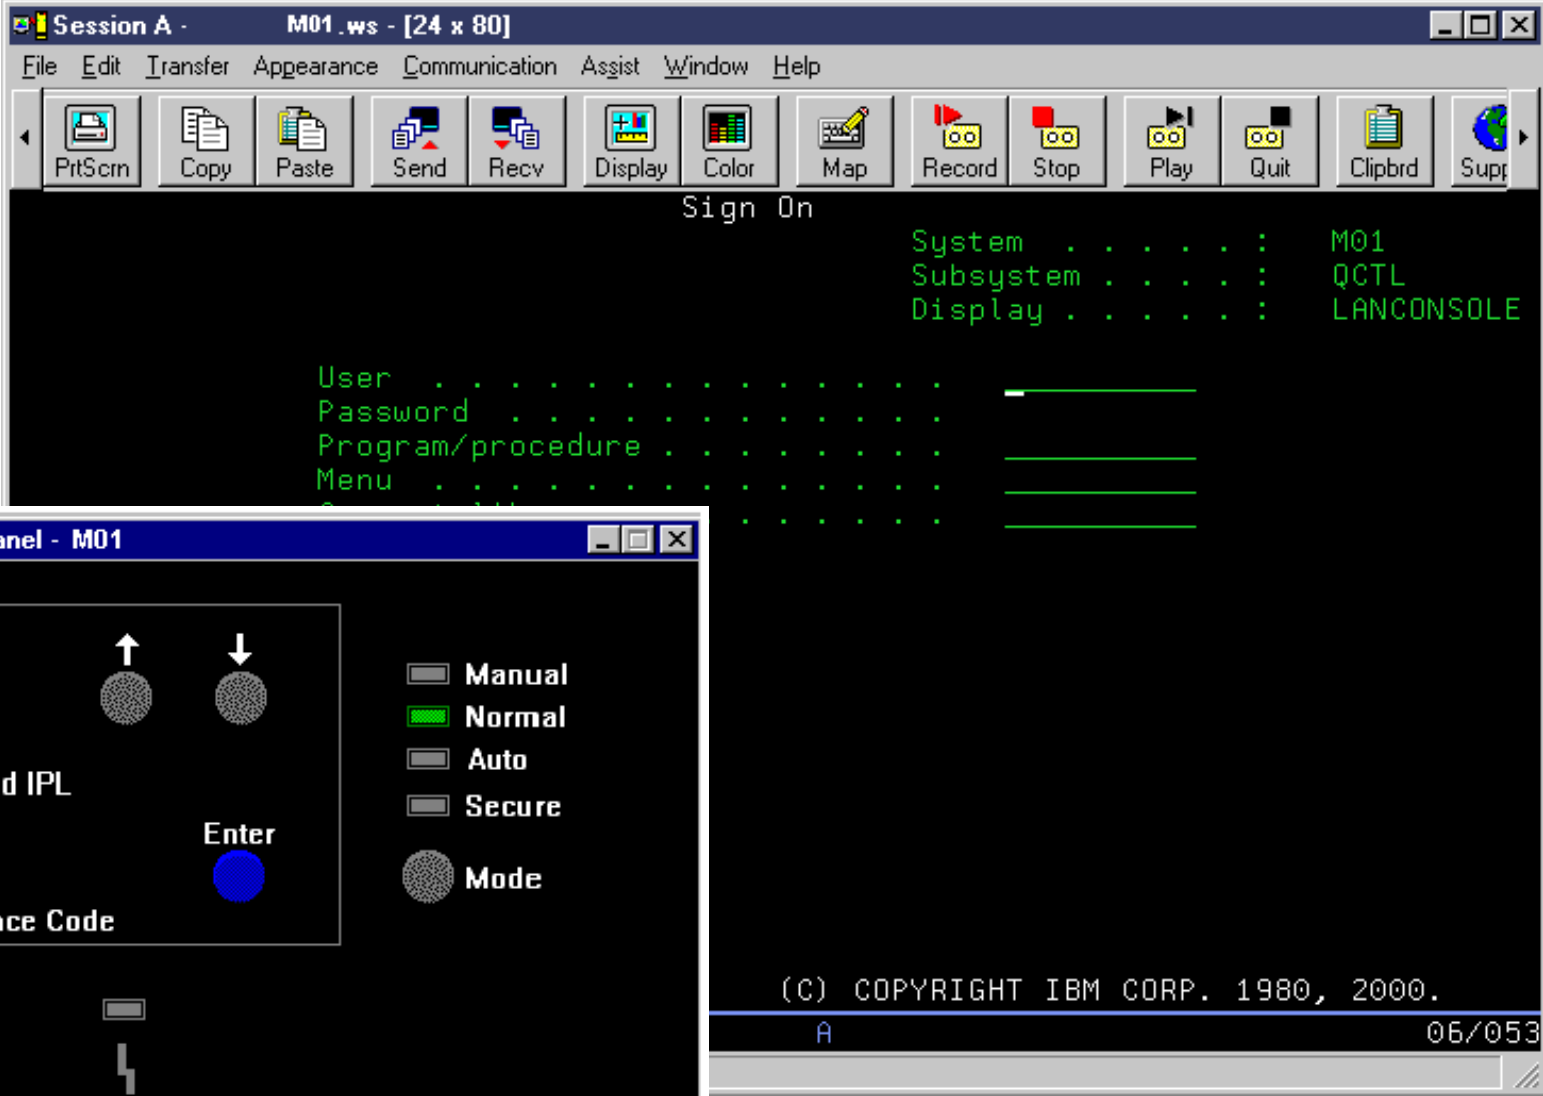 Session A - M01.ws - [24 x 80]
File Edit Transfer Appearance Communication Assist Window Help
PrtScrn Copy Paste Send Recv Display Color Map Record Stop Play Quit Clipbrd
Sign On
System . . . . . : M01
Subsystem . . . . : QCTL
Display . . . . . : LANCONSOLE
User . . . . . . . . . . . . . .
Password . . . . . . . . . . . .
Program/procedure . . . . . . . .
Menu . . . . . . . . . . . . . .
(C) COPYRIGHT IBM CORP. 1980, 2000.
A 06/053
- M01
Manual
Normal
Auto
Secure
IPL
Enter
Mode
Code